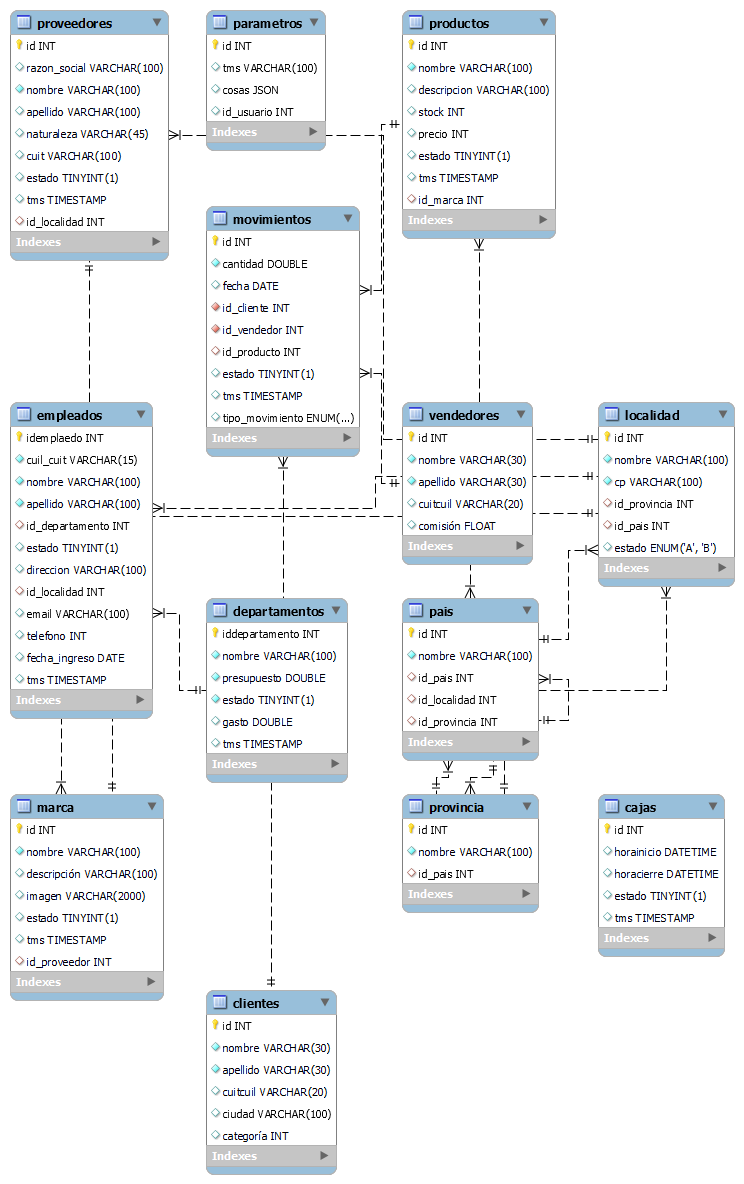 proveedores
id INT
razon_social VARCHAR(100)
nombre VARCHAR(100)
apellido VARCHAR(100)
naturaleza VARCHAR(45)
cuit VARCHAR(100)
estado TINYINT(1)
tms TIMESTAMP
id_localidad INT
Indexes
parametros
id INT
tms VARCHAR(100)
cosas JSON
id_usuario INT
Indexes
productos
id INT
nombre VARCHAR(100)
descripcion VARCHAR(100)
stock INT
precio INT
estado TINYINT(1)
tms TIMESTAMP
id_marca INT
Indexes
movimientos
id INT
cantidad DOUBLE
fecha DATE
id_cliente INT
id_vendedor INT
id_producto INT
estado TINYINT(1)
tms TIMESTAMP
tipo_movimiento ENUM(...)
Indexes
empleados
idemplaedo INT
cuil_cuit VARCHAR(15)
nombre VARCHAR(100)
apellido VARCHAR(100)
id_departamento INT
estado TINYINT(1)
direccion VARCHAR(100)
id_localidad INT
email VARCHAR(100)
telefono INT
fecha_ingreso DATE
tms TIMESTAMP
Indexes
vendedores
id INT
nombre VARCHAR(30)
apellido VARCHAR(30)
cuitcuil VARCHAR(20)
comisión FLOAT
Indexes
localidad
id INT
nombre VARCHAR(100)
cp VARCHAR(100)
id_provincia INT
id_pais INT
estado ENUM('A', 'B')
Indexes
departamentos
iddepartamento INT
nombre VARCHAR(100)
presupuesto DOUBLE
estado TINYINT(1)
gasto DOUBLE
tms TIMESTAMP
Indexes
pais
id INT
nombre VARCHAR(100)
id_pais INT
id_localidad INT
id_provincia INT
Indexes
marca
id INT
nombre VARCHAR(100)
descripción VARCHAR(100)
imagen VARCHAR(2000)
estado TINYINT(1)
tms TIMESTAMP
id_proveedor INT
Indexes
provincia
id INT
nombre VARCHAR(100)
id_pais INT
Indexes
cajas
id INT
horainicio DATETIME
horacierre DATETIME
estado TINYINT(1)
tms TIMESTAMP
Indexes
clientes
id INT
nombre VARCHAR(30)
apellido VARCHAR(30)
cuitcuil VARCHAR(20)
ciudad VARCHAR(100)
categoría INT
Indexes